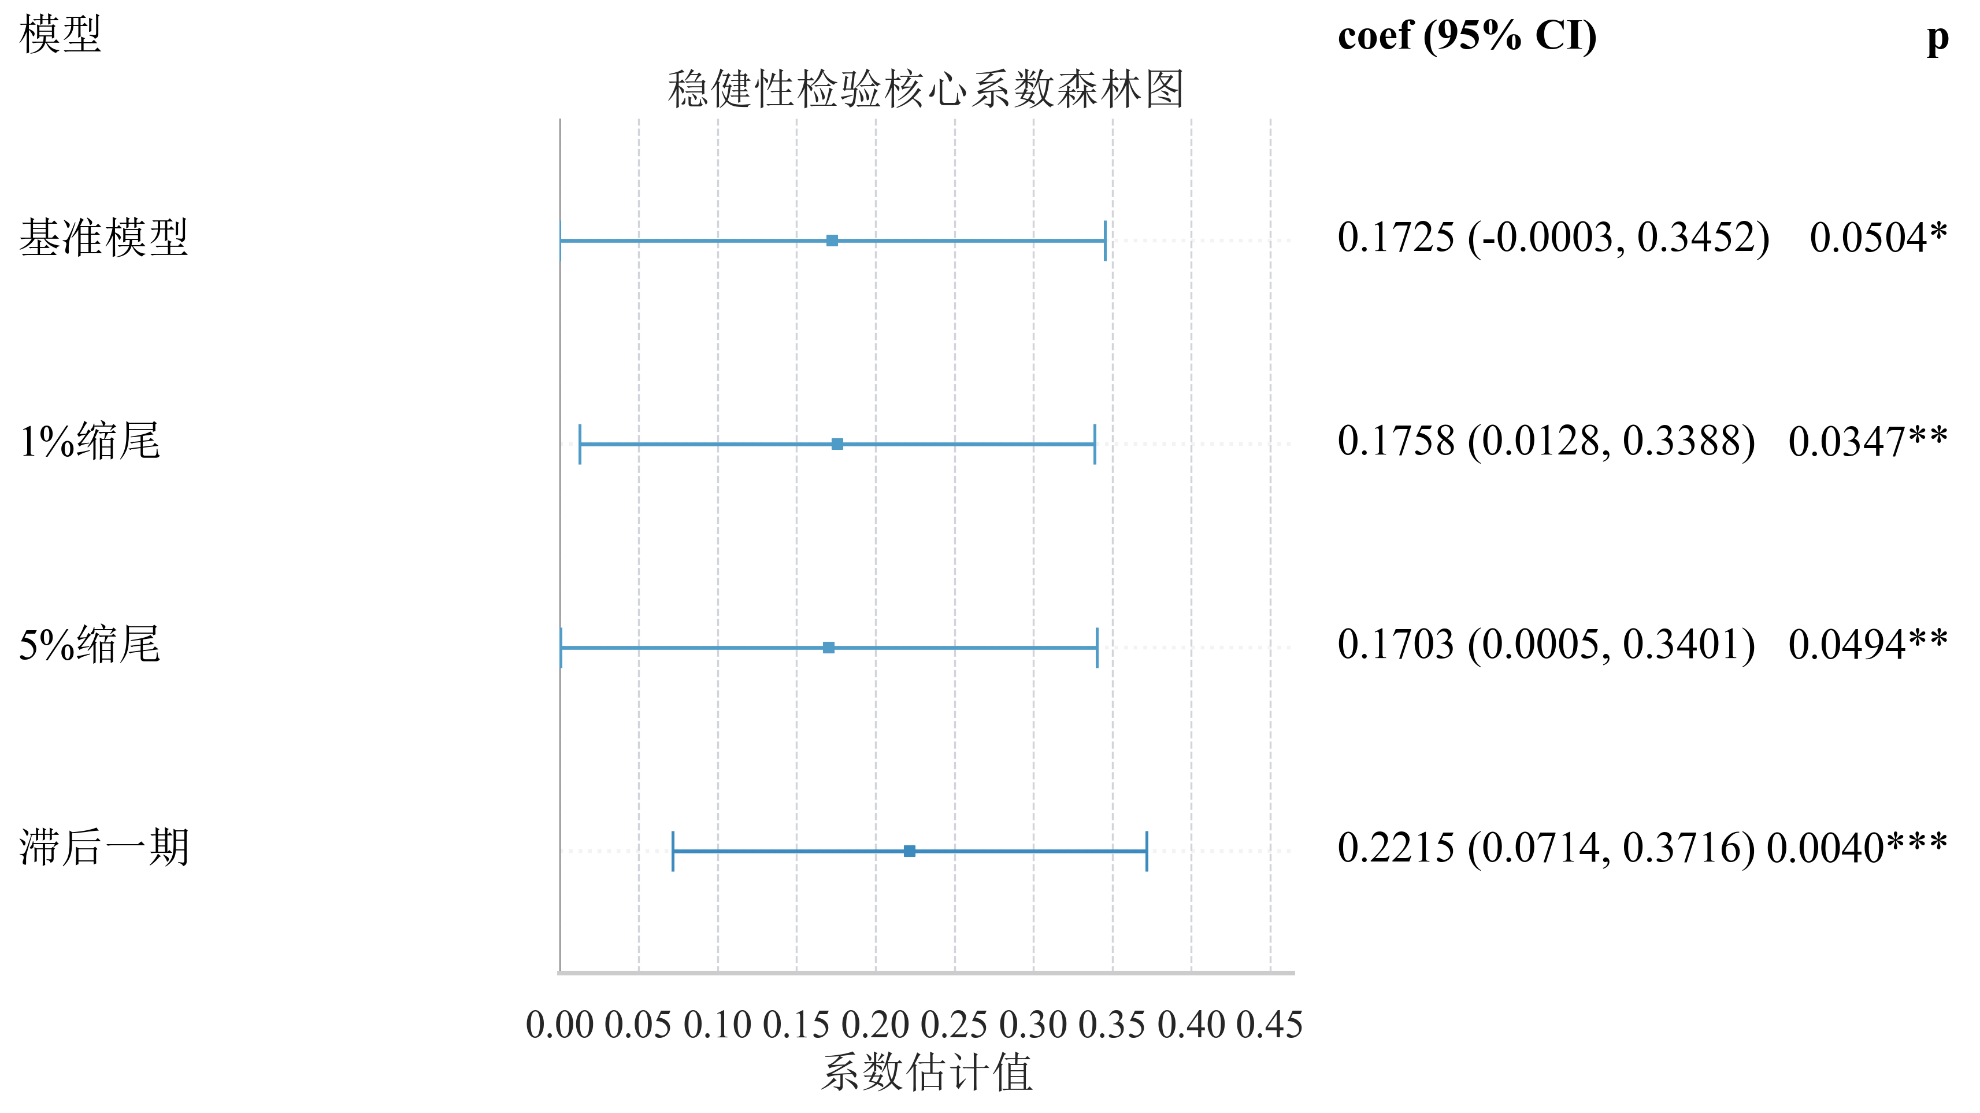 模型 coef (95% CI) p
稳健性检验核心系数森林图
基准模型 0.1725 (-0.0003, 0.3452) 0.0504*
1%缩尾 0.1758 (0.0128, 0.3388) 0.0347**
5%缩尾 0.1703 (0.0005, 0.3401) 0.0494**
滞后一期 0.2215 (0.0714, 0.3716) 0.0040***
0.00 0.05 0.10 0.15 0.20 0.25 0.30 0.35 0.40 0.45
系数估计值